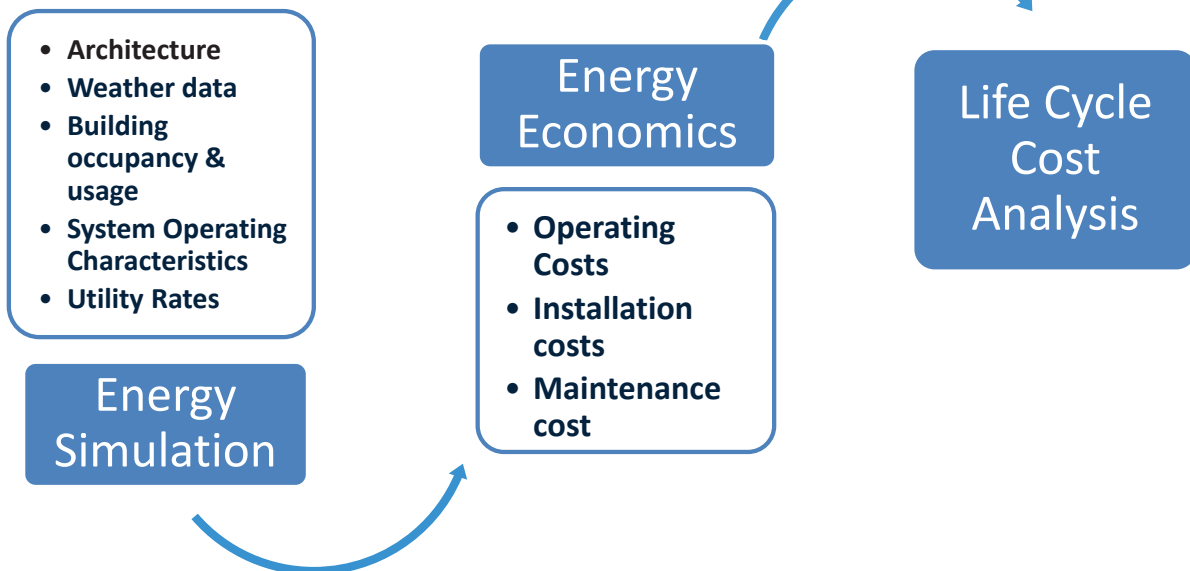 • Architecture
• Weather data
• Building
occupancy &
usage
• System Operating
Characteristics
• Utility Rates
Energy
Simulation
Energy
Economics
• Operating
Costs
• Installation
costs
• Maintenance
cost
Life Cycle
Cost
Analysis